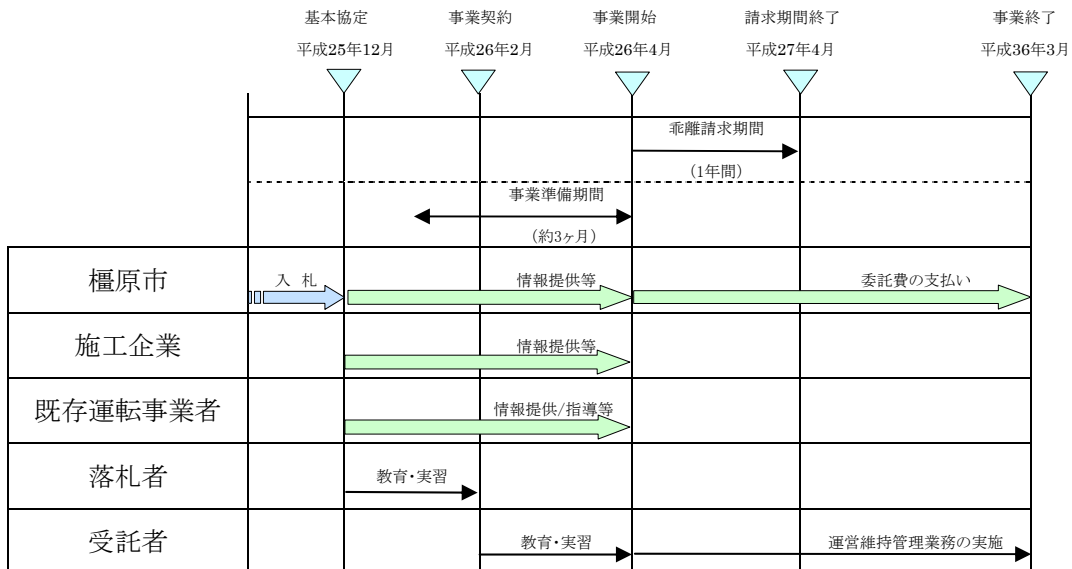 基本協定 事業契約 事業開始 請求期間終了 事業終了
平成25年12月 平成26年2月 平成26年4月 平成27年4月 平成36年3月
乖離請求期間
(1年間)
事業準備期間
(約3ヶ月)
橿原市 入 札 情報提供等 委託費の支払い
施工企業 情報提供等
既存運転事業者 情報提供/指導等
落札者 教育・実習
受託者 教育・実習 運営維持管理業務の実施